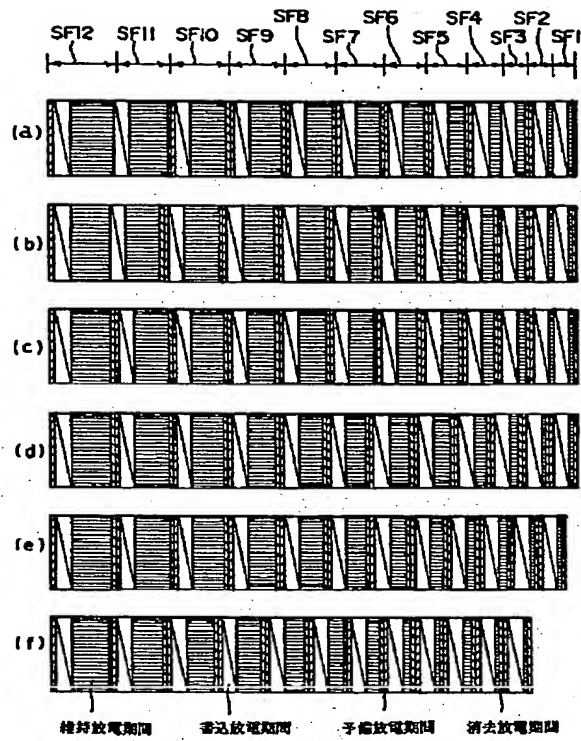 SF12 SF11 SF10 SF9 SF8 SF7 SF6 SF5 SF4 SF3 SF2 SF1
(a)
(b)
(c)
(d)
(e)
(f)
維持放電期間 書込放電期間 予備放電期間 消去放電期間